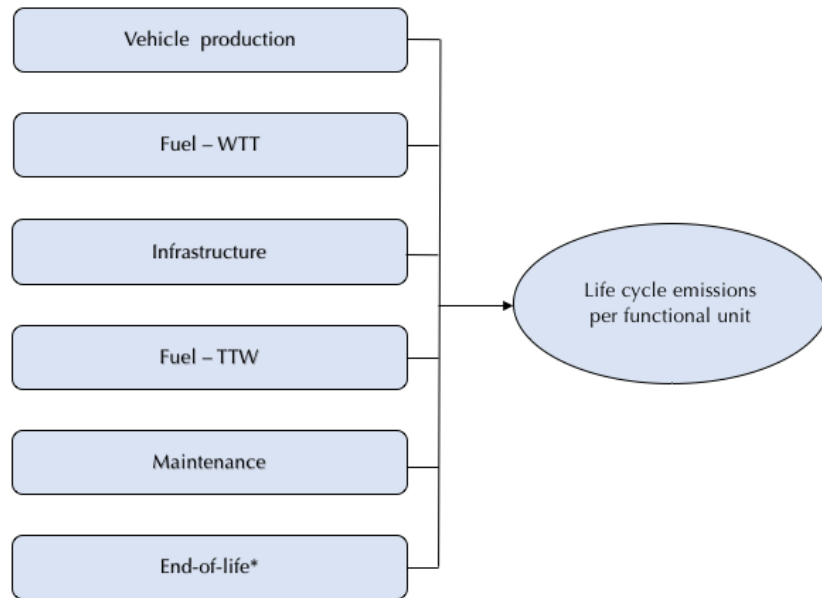 Vehicle production
Fuel – WTT
Infrastructure
Fuel – TTW
Maintenance
End-of-life*
Life cycle emissions
per functional unit